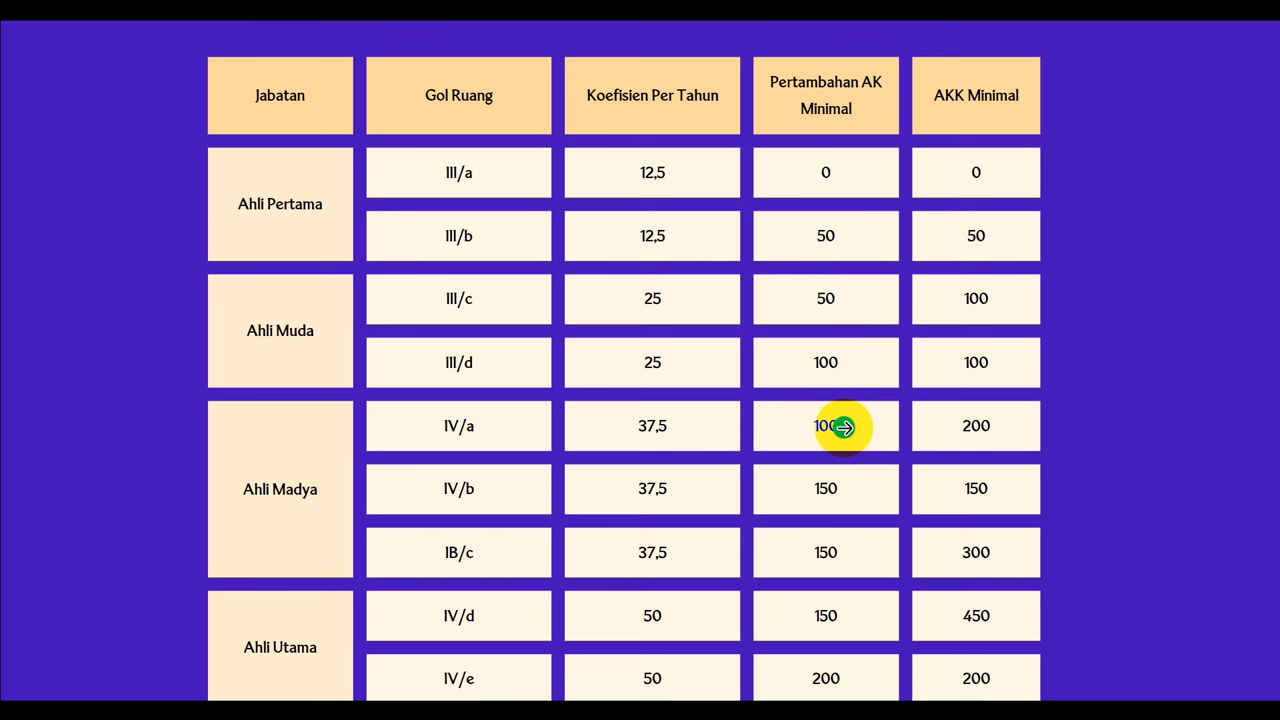 Jabatan
Gol Ruang
Koefisien Per Tahun
Pertambahan AK
Minimal
AKK Minimal
Ahli Pertama
III/a
12,5
0
0
III/b
12,5
50
50
Ahli Muda
III/c
25
50
100
III/d
25
100
100
Ahli Madya
IV/a
37,5
100
200
IV/b
37,5
150
150
IB/c
37,5
150
300
Ahli Utama
IV/d
50
150
450
IV/e
50
200
200